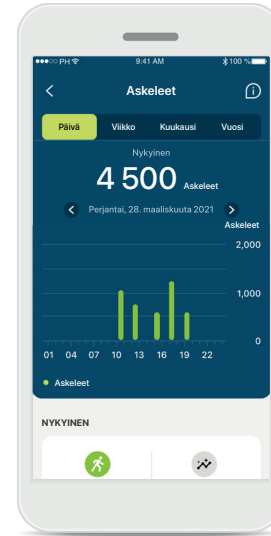 PH 9:41 AM 100 %
Askeleet
Päivä Viikko Kuukausi Vuosi
Nykyinen
4 500 Askeleet
Perjantai, 28. maaliskuuta 2021
Askeleet
2,000
1,000
0
01 04 07 10 13 16 19 22
Askeleet
NYKYINEN